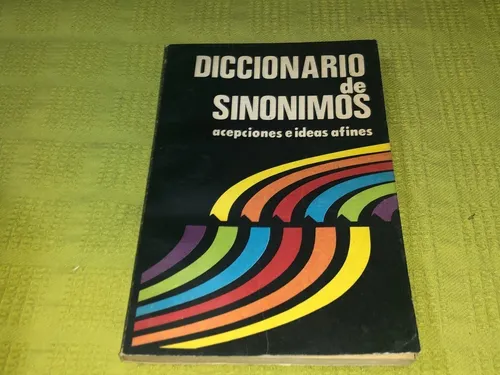 DICCIONARIO
de
SINONIMOS
acepciones e ideas afines